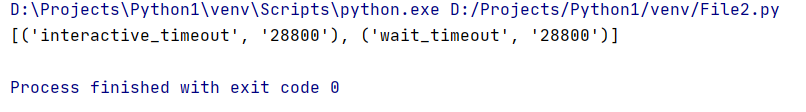 D:\Projects\Python1\venv\Scripts\python.exe D:/Projects/Python1/venv/File2.py
[('interactive_timeout', '28800'), ('wait_timeout', '28800')]
Process finished with exit code 0